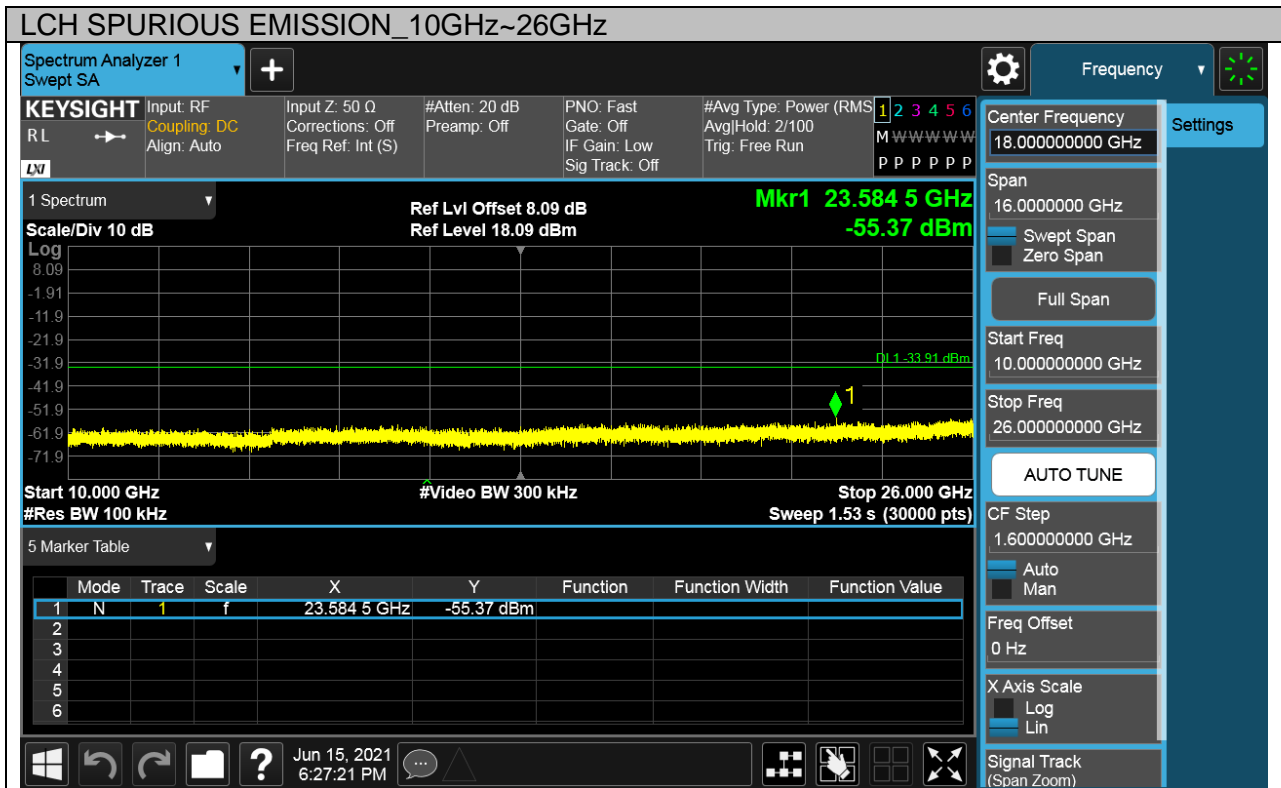 LCH SPURIOUS EMISSION_10GHz~26GHz
Spectrum Analyzer 1
Swept SA
+
Frequency
KEYSIGHT
RL
LXI
Input: RF
Coupling: DC
Align: Auto
Input Z: 50 Ω
Corrections: Off
Freq Ref: Int (S)
#Atten: 20 dB
Preamp: Off
PNO: Fast
Gate: Off
IF Gain: Low
Sig Track: Off
#Avg Type: Power (RMS
Avg|Hold: 2/100
Trig: Free Run
1 2 3 4 5 6
M W W W W W
P P P P P P
1 Spectrum
Scale/Div 10 dB
Ref Lvl Offset 8.09 dB
Ref Level 18.09 dBm
Mkr1 23.584 5 GHz
-55.37 dBm
Log
8.09
-1.91
-11.9
-21.9
-31.9
-41.9
-51.9
-61.9
-71.9
DL1 -33.91 dBm
1
Start 10.000 GHz
#Res BW 100 kHz
#Video BW 300 kHz
Stop 26.000 GHz
Sweep 1.53 s (30000 pts)
5 Marker Table
Mode Trace Scale X Y Function Function Width Function Value
1 N 1 f 23.584 5 GHz -55.37 dBm
2
3
4
5
6
Jun 15, 2021
6:27:21 PM
Center Frequency
18.000000000 GHz
Settings
Span
16.0000000 GHz
Swept Span
Zero Span
Full Span
Start Freq
10.000000000 GHz
Stop Freq
26.000000000 GHz
AUTO TUNE
CF Step
1.600000000 GHz
Auto
Man
Freq Offset
0 Hz
X Axis Scale
Log
Lin
Signal Track
(Span Zoom)